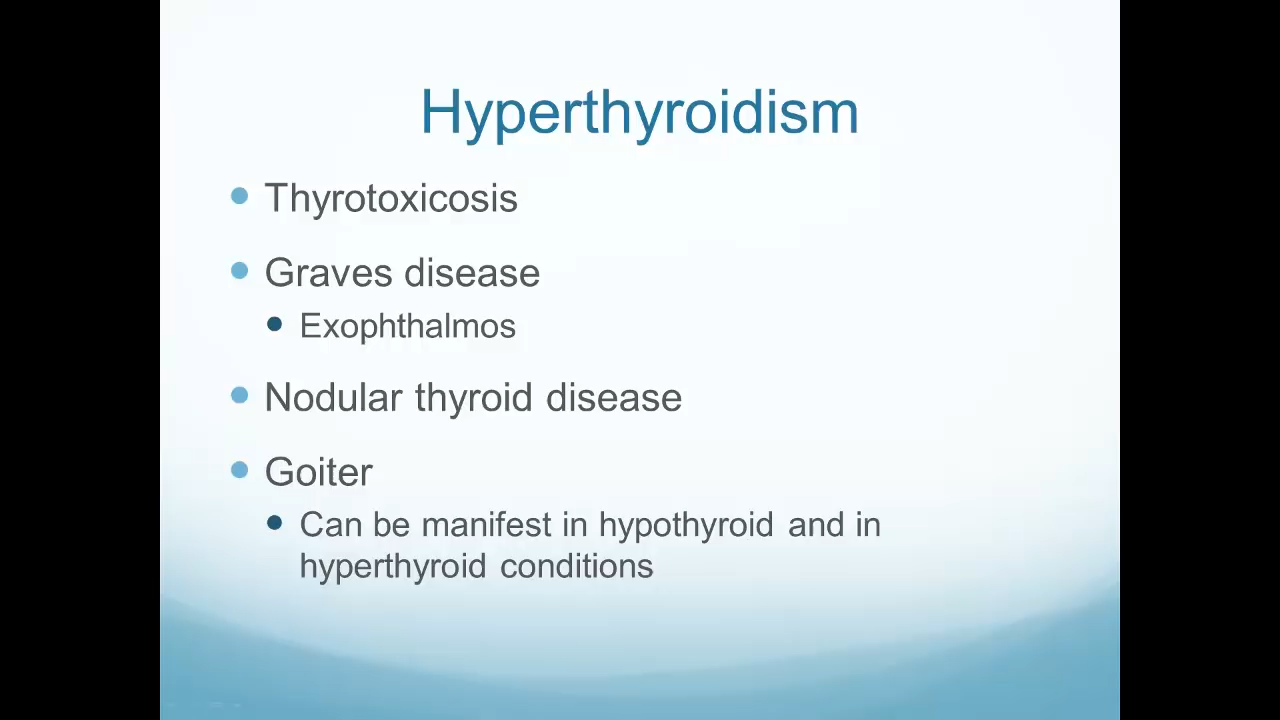 Hyperthyroidism
Thyrotoxicosis
Graves disease
Exophthalmos
Nodular thyroid disease
Goiter
Can be manifest in hypothyroid and in
hyperthyroid conditions